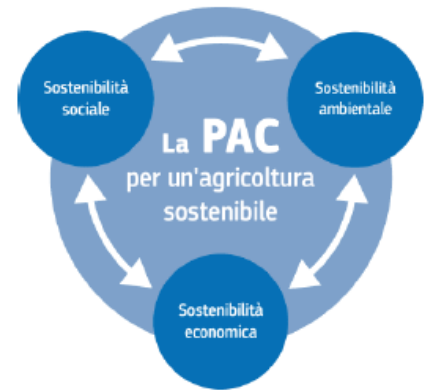 Sostenibilità
sociale
Sostenibilità
ambientale
La PAC
per un'agricoltura
sostenibile
Sostenibilità
economica